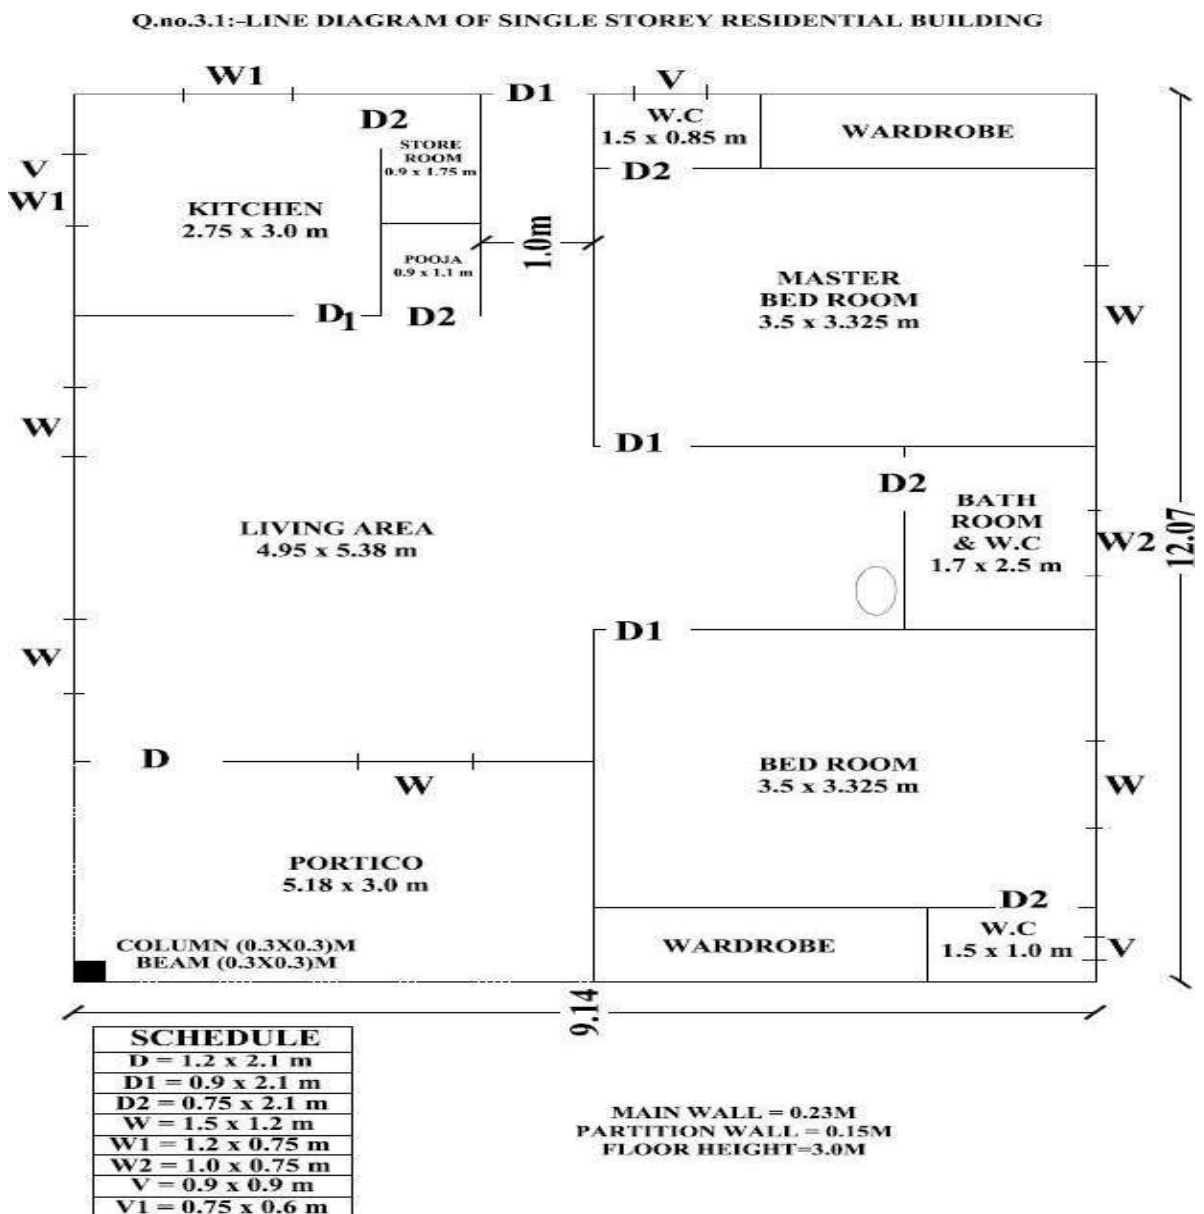 Q.no.3.1:-LINE DIAGRAM OF SINGLE STOREY RESIDENTIAL BUILDING
W1
D1
V
D2
W.C
1.5 x 0.85 m
WARDROBE
STORE
ROOM
0.9 x 1.75 m
V
W1
D2
KITCHEN
2.75 x 3.0 m
1.0m
POOJA
0.9 x 1.1 m
MASTER
BED ROOM
3.5 x 3.325 m
D1
D2
W
W
D1
D2
BATH
ROOM
& W.C
1.7 x 2.5 m
W2
12.07
LIVING AREA
4.95 x 5.38 m
D1
W
D
W
BED ROOM
3.5 x 3.325 m
W
PORTICO
5.18 x 3.0 m
D2
COLUMN (0.3X0.3)M
BEAM (0.3X0.3)M
WARDROBE
W.C
1.5 x 1.0 m
V
9.14
SCHEDULE
D = 1.2 x 2.1 m
D1 = 0.9 x 2.1 m
D2 = 0.75 x 2.1 m
W = 1.5 x 1.2 m
W1 = 1.2 x 0.75 m
W2 = 1.0 x 0.75 m
V = 0.9 x 0.9 m
V1 = 0.75 x 0.6 m
MAIN WALL = 0.23M
PARTITION WALL = 0.15M
FLOOR HEIGHT=3.0M